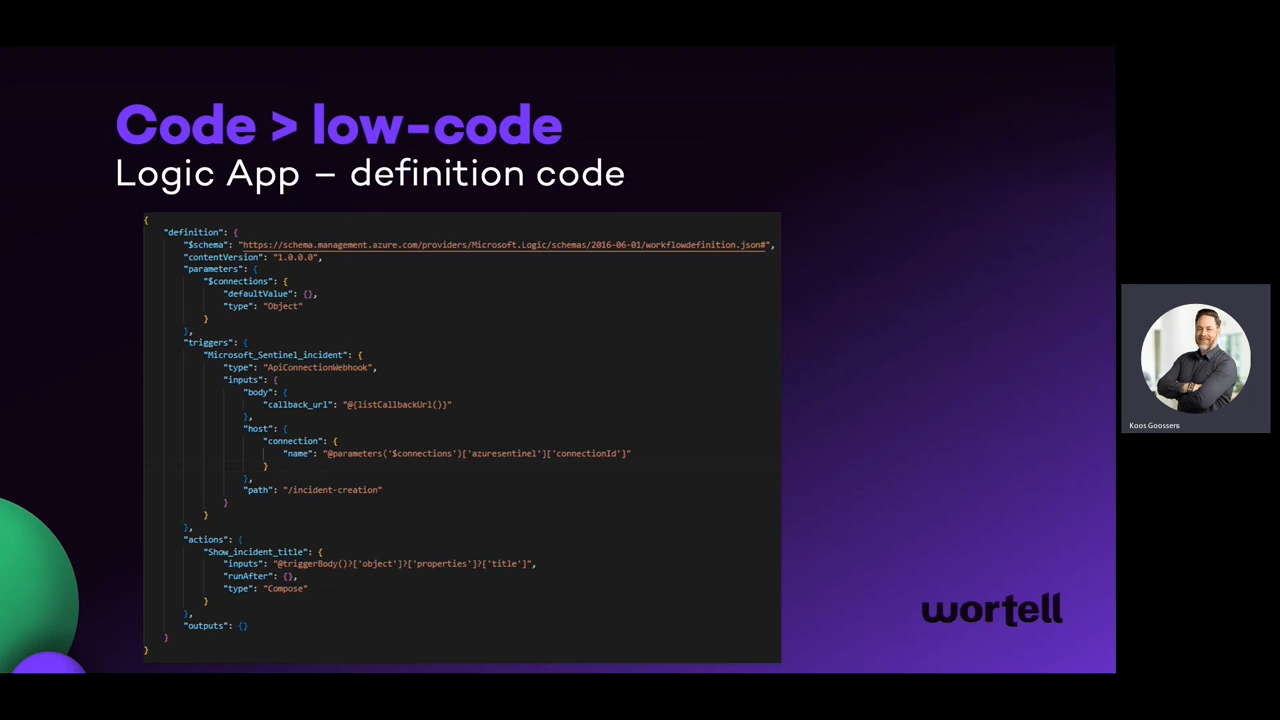 Code > low-code
Logic App – definition code
{
"definition": {
"$schema": "https://schema.management.azure.com/providers/Microsoft.Logic/schemas/2016-06-01/workflowdefinition.json#",
"contentVersion": "1.0.0.0",
"parameters": {
"$connections": {
"defaultValue": {},
"type": "Object"
}
},
"triggers": {
"Microsoft_Sentinel_incident": {
"type": "ApiConnectionWebhook",
"inputs": {
"body": {
"callback_url": "@{listCallbackUrl()}"
},
"host": {
"connection": {
"name": "@parameters('$connections')['azuresentinel']['connectionId']"
}
},
"path": "/incident-creation"
}
}
},
"actions": {
"Show_incident_title": {
"inputs": "@triggerBody()?['object']?['properties']?['title']",
"runAfter": {},
"type": "Compose"
}
},
"outputs": {}
}
}
wortell
Koos Goossens